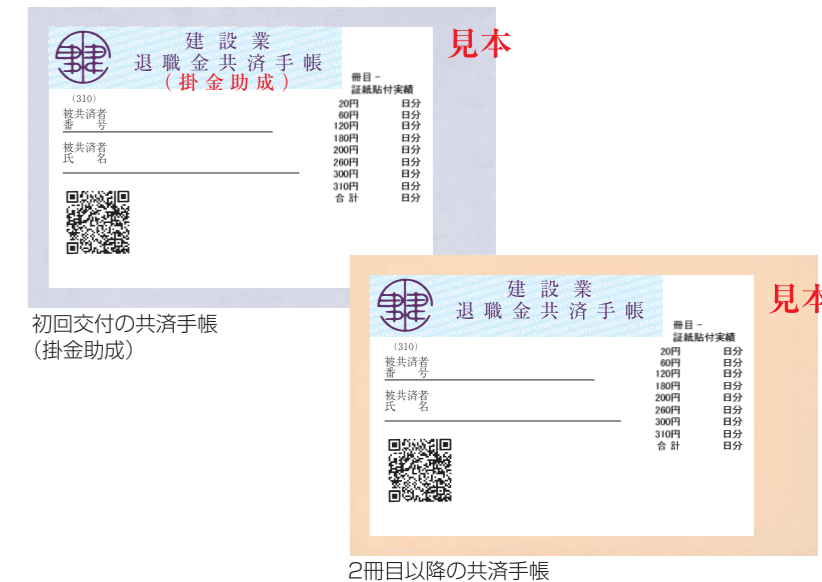 建設業
退職金共済手帳
(掛金助成)
見本
冊目－
証紙貼付実績
(310)
被共済者
番　号
被共済者
氏　名
20円　日分
60円　日分
120円　日分
180円　日分
200円　日分
260円　日分
300円　日分
310円　日分
合 計　日分
初回交付の共済手帳
(掛金助成)
建設業
退職金共済手帳
見本
冊目－
証紙貼付実績
(310)
被共済者
番　号
被共済者
氏　名
20円　日分
60円　日分
120円　日分
180円　日分
200円　日分
260円　日分
300円　日分
310円　日分
合 計　日分
2冊目以降の共済手帳